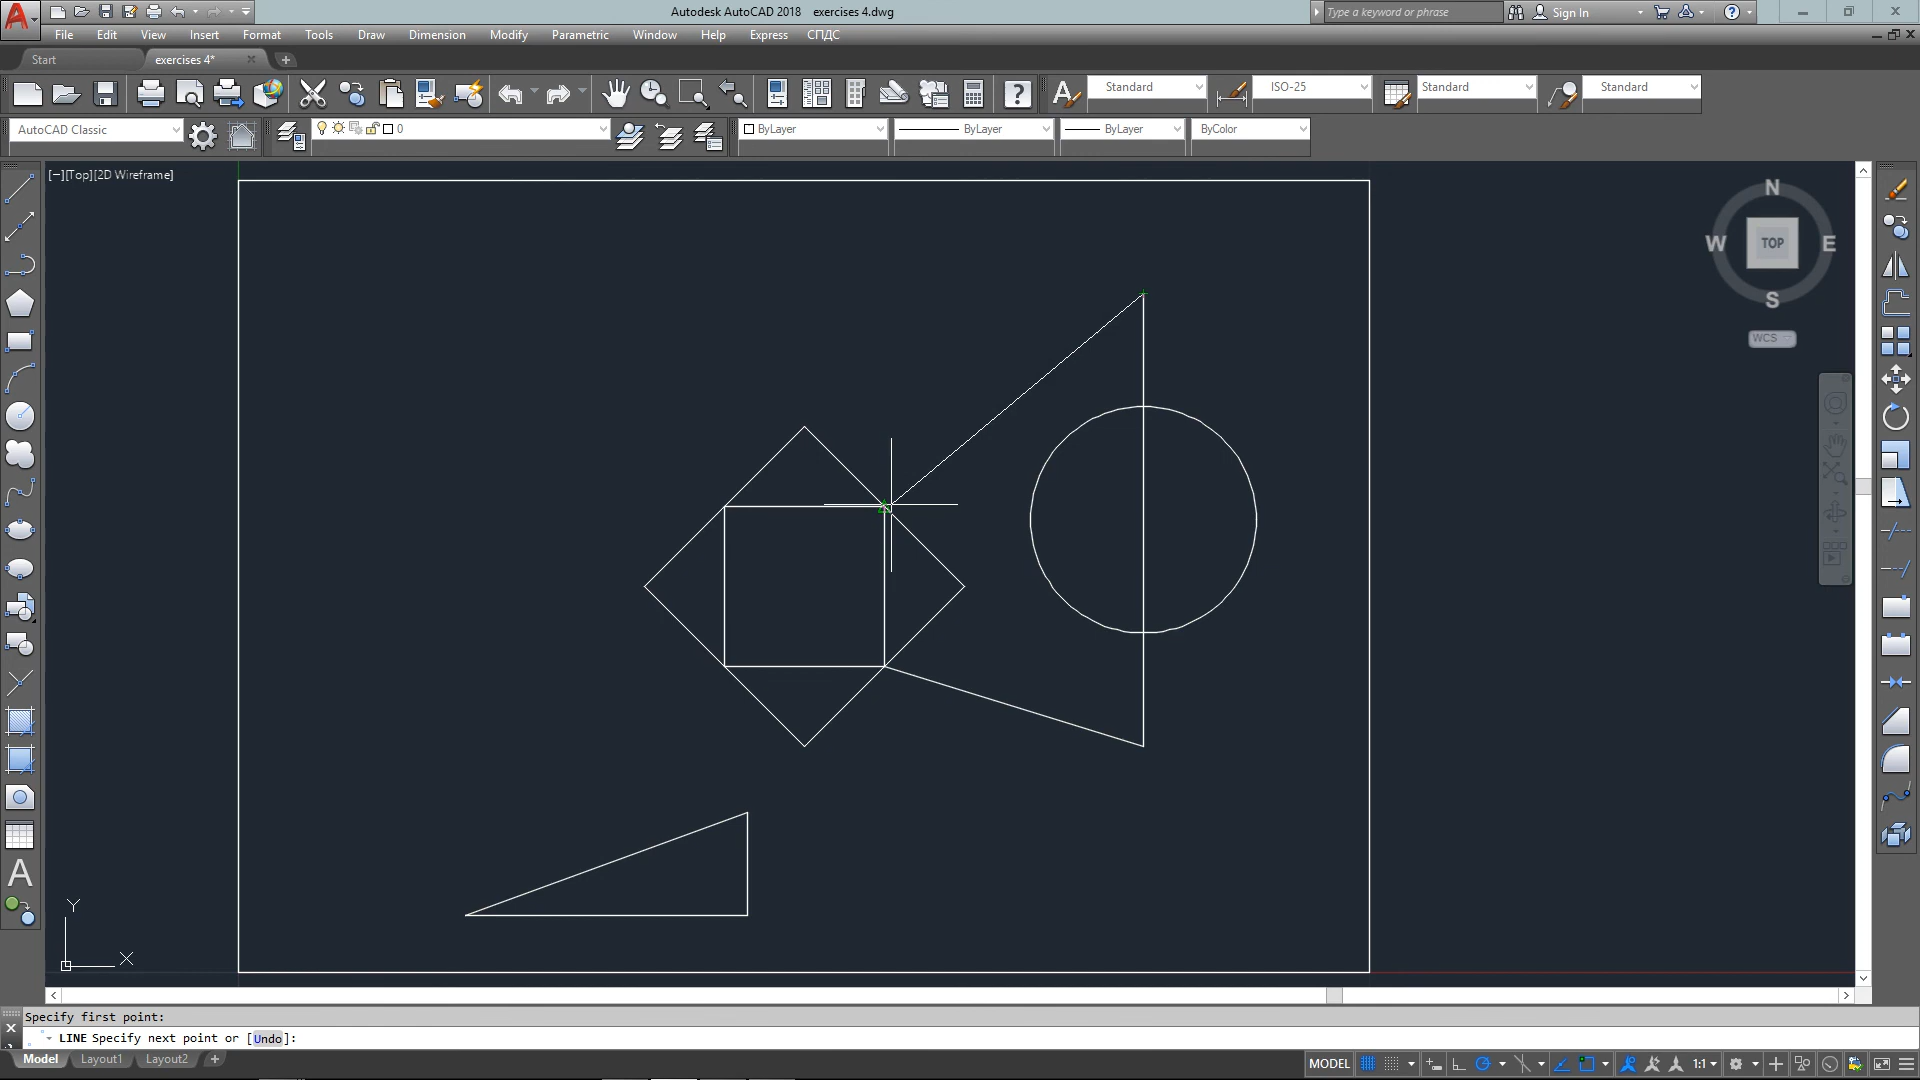 Autodesk AutoCAD 2018 exercises 4.dwg
Type a keyword or phrase
Sign In
File Edit View Insert Format Tools Draw Dimension Modify Parametric Window Help Express СПДС
Start
exercises 4*
Standard
ISO-25
Standard
Standard
AutoCAD Classic
0
ByLayer
ByLayer
ByLayer
ByColor
[−][Top][2D Wireframe]
N
W
TOP
E
S
WCS
A
Y
X
Specify first point:
LINE Specify next point or [Undo]:
Model
Layout1
Layout2
MODEL
1:1